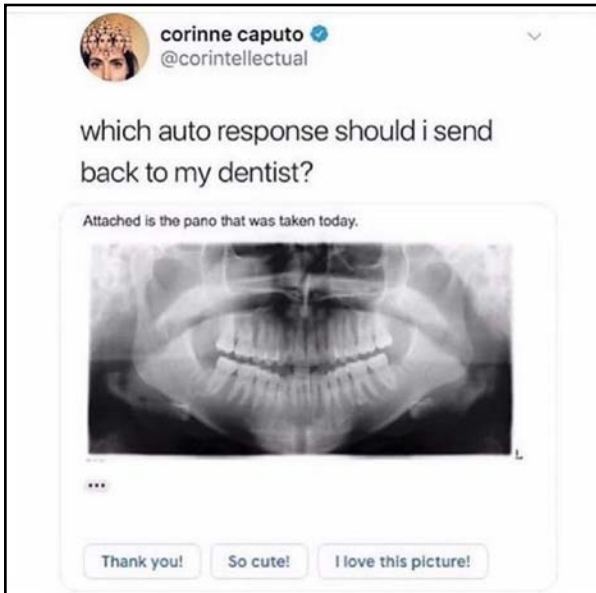 corinne caputo
@corintellectual
which auto response should i send
back to my dentist?
Attached is the pano that was taken today.
L
...
Thank you!
So cute!
I love this picture!